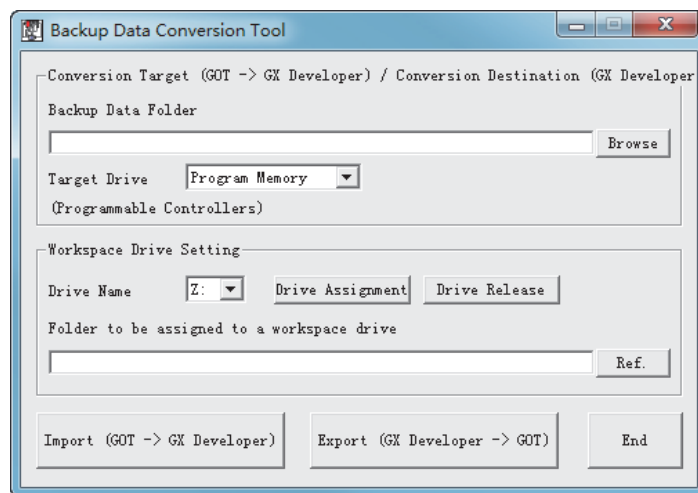 Backup Data Conversion Tool
Conversion Target (GOT -> GX Developer) / Conversion Destination (GX Developer
Backup Data Folder
Browse
Target Drive Program Memory
(Programmable Controllers)
Workspace Drive Setting
Drive Name Z: Drive Assignment Drive Release
Folder to be assigned to a workspace drive
Ref.
Import (GOT -> GX Developer) Export (GX Developer -> GOT) End